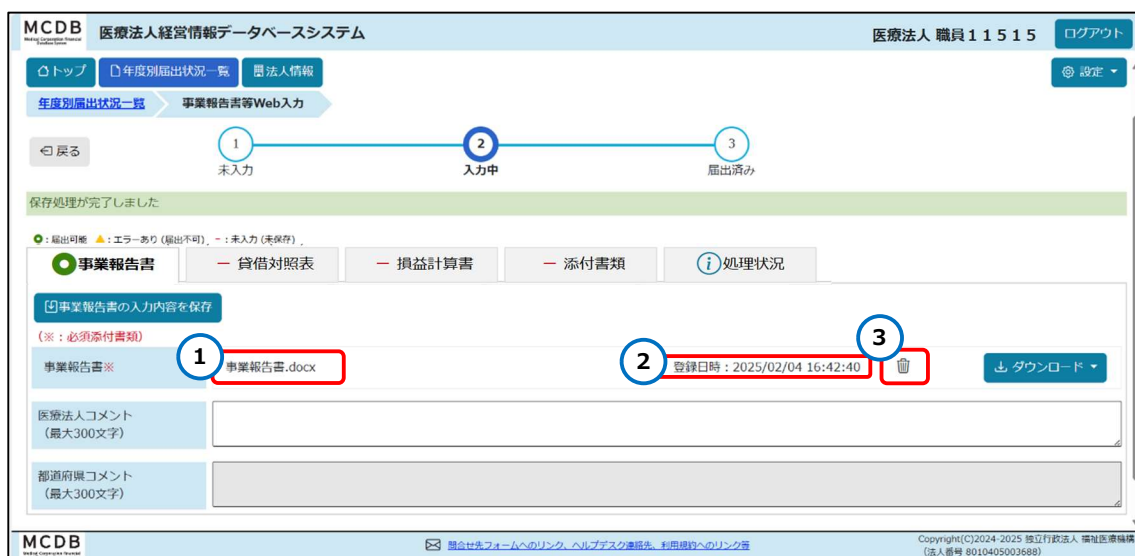 MCDB 医療法人経営情報データベースシステム 医療法人 職員11515 ログアウト
トップ 年度別届出状況一覧 法人情報 設定
年度別届出状況一覧 事業報告書等Web入力
戻る 1 2 3
未入力 入力中 届出済み
保存処理が完了しました
:届出可能 :エラーあり (届出不可) - :未入力 (未保存)
事業報告書 ー 貸借対照表 ー 損益計算書 ー 添付書類 i 処理状況
事業報告書の入力内容を保存
(※:必須添付書類)
1 2 3
事業報告書※ 事業報告書.docx 登録日時:2025/02/04 16:42:40 ダウンロード
医療法人コメント
(最大300文字)
都道府県コメント
(最大300文字)
MCDB 問合せ先フォームへのリンク、ヘルプデスク連絡先、利用規約へのリンク等 Copyright(C)2024-2025 独立行政法人 福祉医療機構
(法人番号 8010405003688)